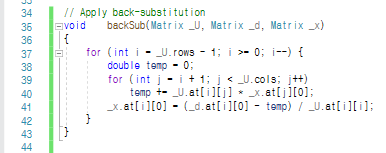 34 // Apply back-substitution
35 void backSub(Matrix _U, Matrix _d, Matrix _x)
36 {
37 for (int i = _U.rows - 1; i >= 0; i--) {
38 double temp = 0;
39 for (int j = i + 1; j < _U.cols; j++)
40 temp += _U.at[i][j] * _x.at[j][0];
41 _x.at[i][0] = (_d.at[i][0] - temp) / _U.at[i][i];
42 }
43 }
44